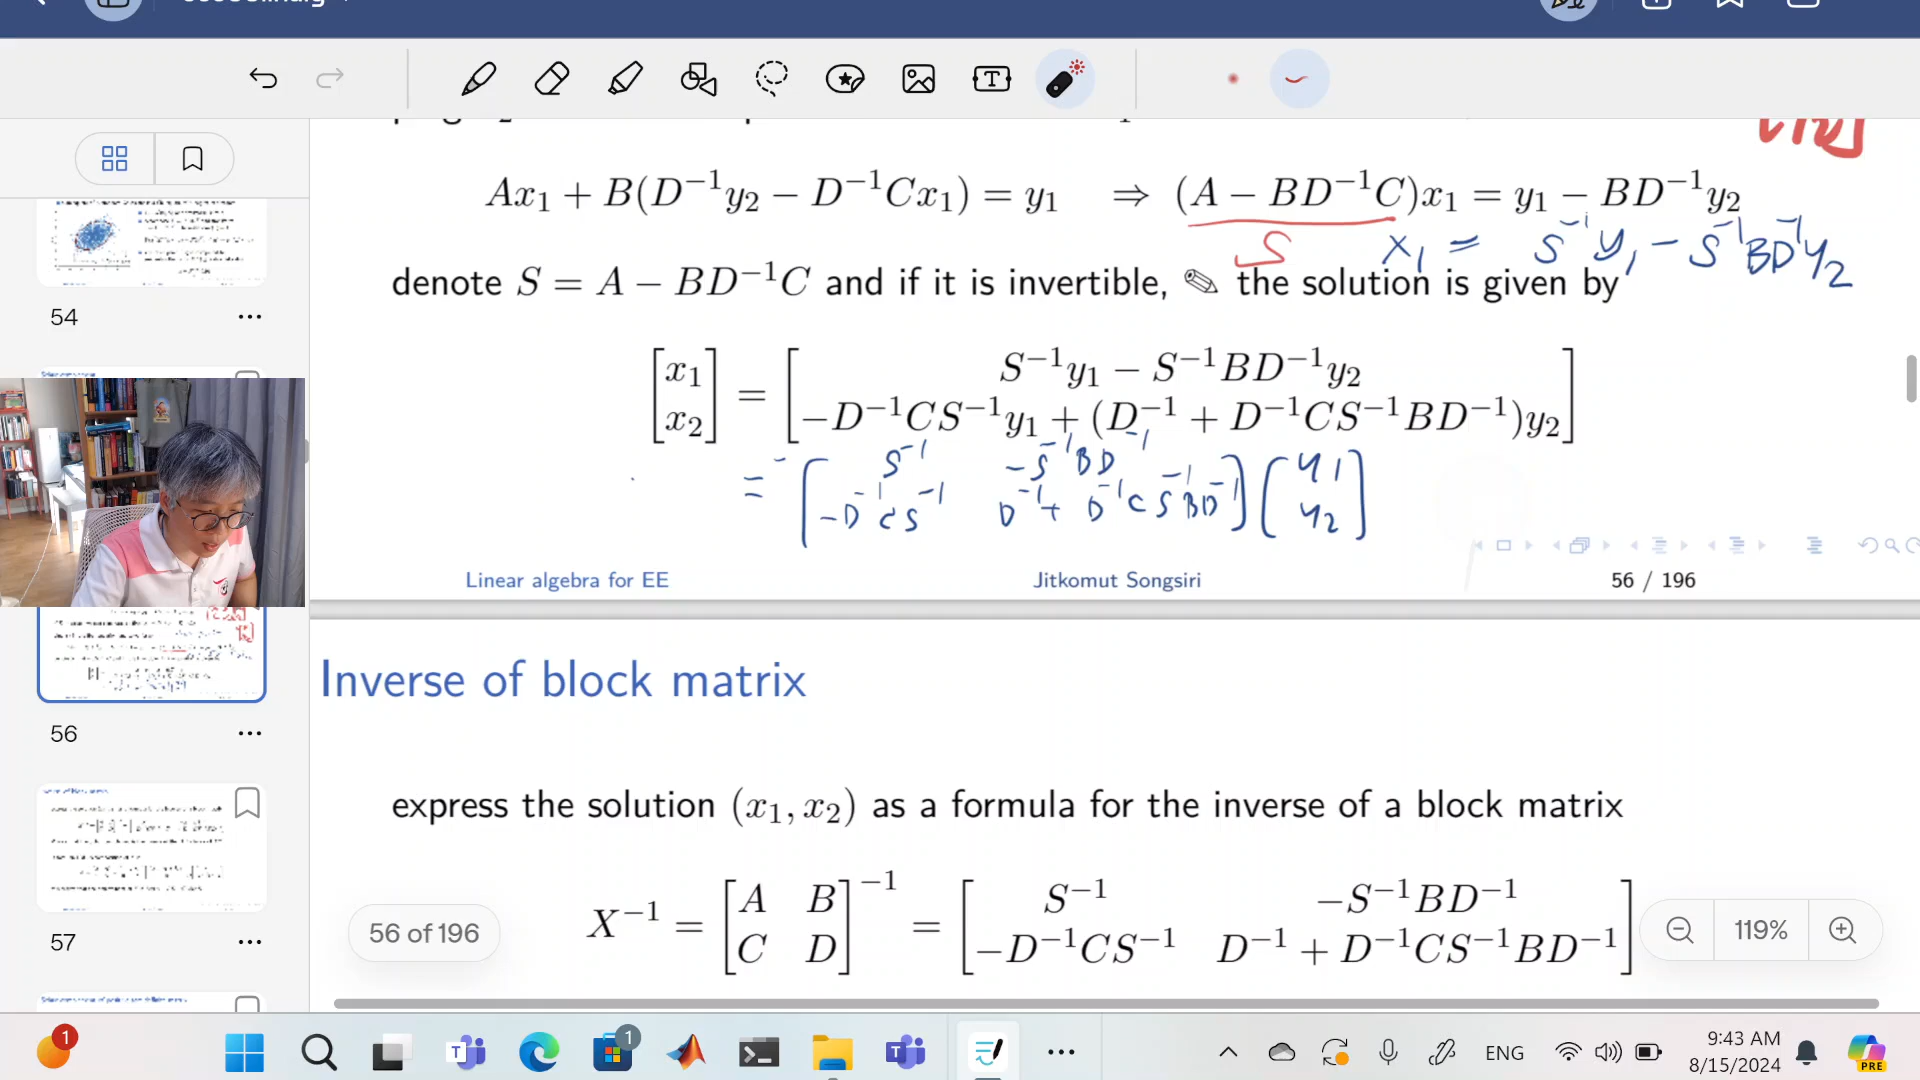 Ax₁ + B(D⁻¹y₂ − D⁻¹Cx₁) = y₁ ⇒ (A − BD⁻¹C)x₁ = y₁ − BD⁻¹y₂
S x₁ = S⁻¹y₁ − S⁻¹BD⁻¹y₂
denote S = A − BD⁻¹C and if it is invertible, ✎ the solution is given by
[x₁ x₂] = [S⁻¹y₁ − S⁻¹BD⁻¹y₂
−D⁻¹CS⁻¹y₁ + (D⁻¹ + D⁻¹CS⁻¹BD⁻¹)y₂]
= [S⁻¹ −S⁻¹BD⁻¹
−D⁻¹CS⁻¹ D⁻¹ + D⁻¹CS⁻¹BD⁻¹] [y₁ y₂]
Linear algebra for EE Jitkomut Songsiri 56 / 196
Inverse of block matrix
express the solution (x₁, x₂) as a formula for the inverse of a block matrix
X⁻¹ = [A B
C D]⁻¹ = [S⁻¹ −S⁻¹BD⁻¹
−D⁻¹CS⁻¹ D⁻¹ + D⁻¹CS⁻¹BD⁻¹]
54
56
57
56 of 196
119%
1
1
ENG
9:43 AM
8/15/2024
PRE